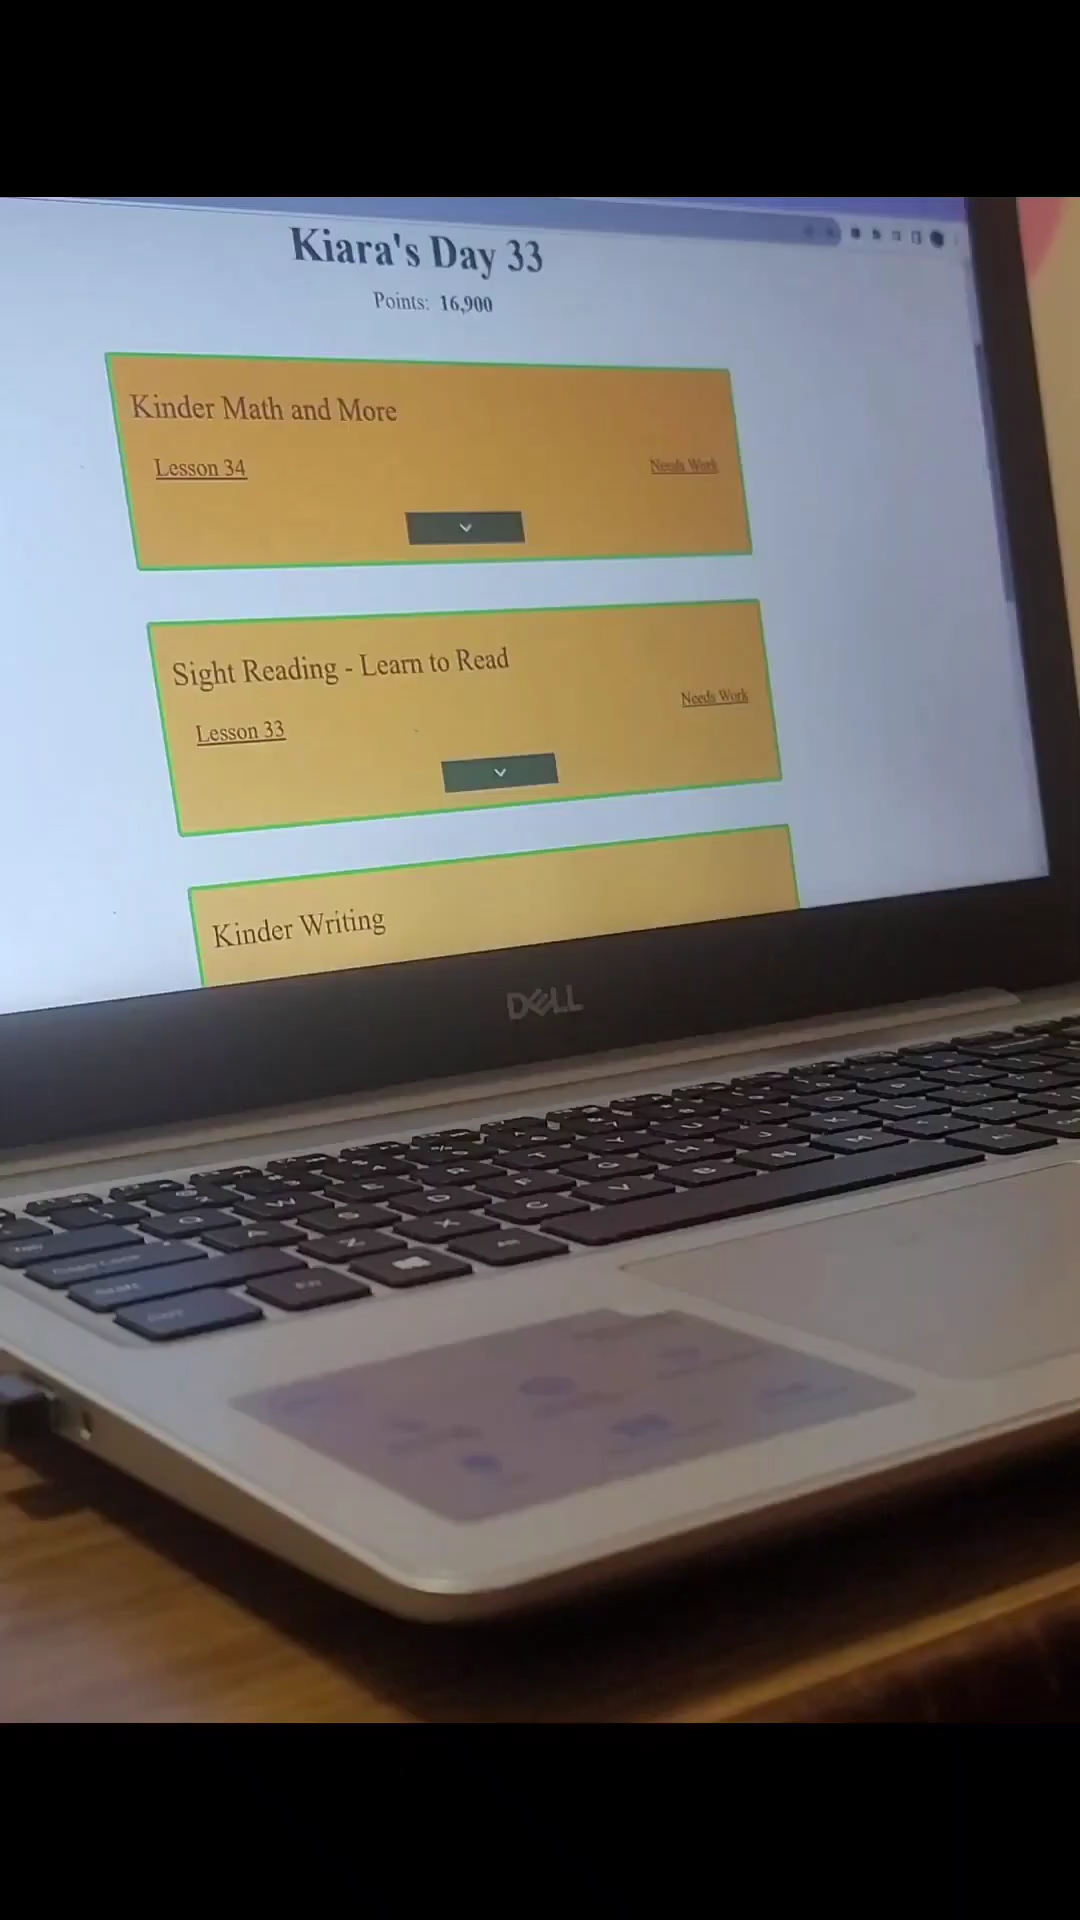 Kiara's Day 33
Points: 16,900
Kinder Math and More
Lesson 34
Needs Work
Sight Reading - Learn to Read
Needs Work
Lesson 33
Kinder Writing
DELL